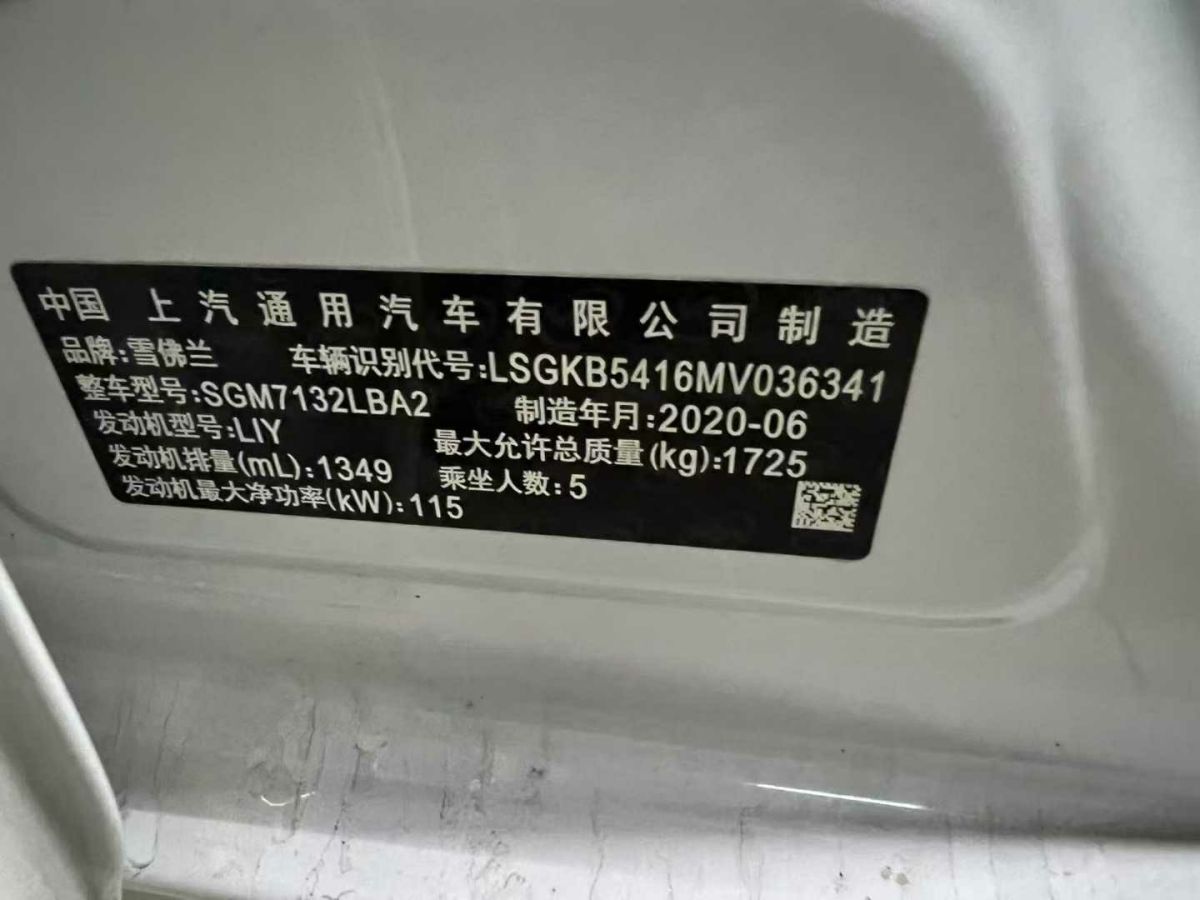 中国 上汽通用汽车有限公司制造
品牌:雪佛兰 车辆识别代号:LSGKB5416MV036341
整车型号:SGM7132LBA2 制造年月:2020-06
发动机型号:LIY 最大允许总质量(kg):1725
发动机排量(mL):1349 乘坐人数:5
发动机最大净功率(kW):115